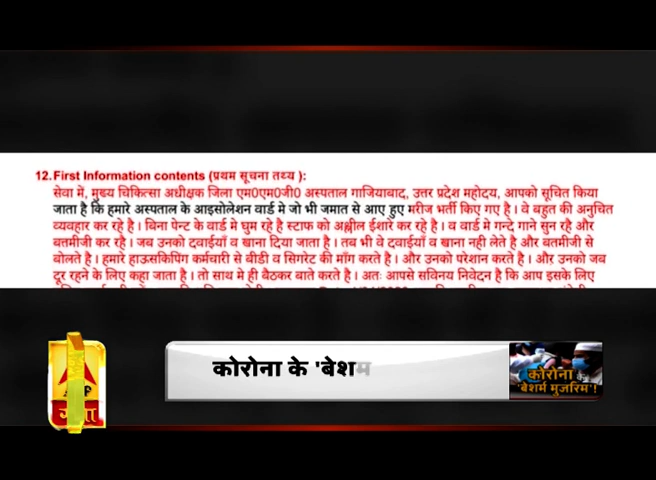 12. First Information contents (प्रथम सूचना तथ्य ):
सेवा में, मुख्य चिकित्सा अधीक्षक जिला एम0एम0जी0 अस्पताल गाजियाबाद, उत्तर प्रदेश महोदय, आपको सूचित किया
जाता है कि हमारे अस्पताल के आइसोलेशन वार्ड मे जो भी जमात से आए हुए मरीज भर्ती किए गए है । वे बहुत की अनुचित
व्यवहार कर रहे है । बिना पेन्ट के वार्ड मे घुम रहे है स्टाफ को अश्लील ईशारे कर रहे है । व वार्ड मे गन्दे गाने सुन रहै और
बतमीजी कर रहै । जब उनको दवाईयाँ व खाना दिया जाता है । तब भी वे दवाईयाँ व खाना नही लेते है और बतमीजी से
बोलते है । हमारे हाऊसकिपिंग कर्मचारी से बीडी व सिगरेट की माँग करते है । और उनको परेशान करते है । और उनको जब
दूर रहने के लिए कहा जाता है । तो साथ मे ही बैठकर बाते करते है । अतः आपसे सविनय निवेदन है कि आप इसके लिए
कोरोना के 'बेशम
कोरोना के
'बेशर्म मुजरिम'!